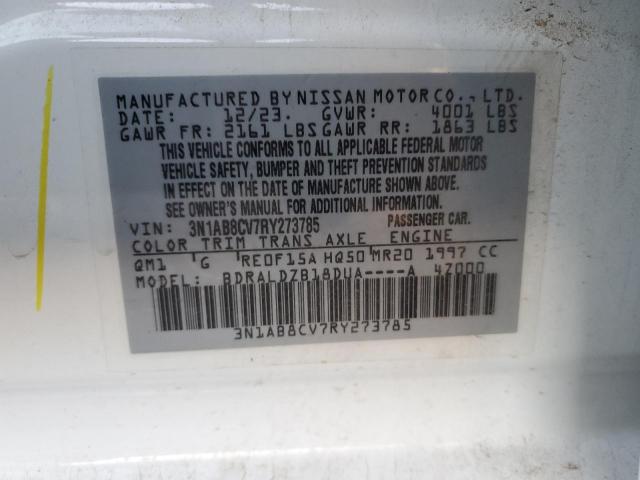 MANUFACTURED BY NISSAN MOTOR CO., LTD.
DATE: 12/23. GVWR: 4001 LBS
GAWR FR: 2161 LBS GAWR RR: 1863 LBS
THIS VEHICLE CONFORMS TO ALL APPLICABLE FEDERAL MOTOR
VEHICLE SAFETY, BUMPER AND THEFT PREVENTION STANDARDS
IN EFFECT ON THE DATE OF MANUFACTURE SHOWN ABOVE.
SEE OWNER'S MANUAL FOR ADDITIONAL INFORMATION.
VIN: 3N1AB8CV7RY273785 PASSENGER CAR.
COLOR TRIM TRANS AXLE ENGINE
QM1 G RE0F15A HQ50 MR20 1997 CC
MODEL: BDRALDZB18DUA----A 4Z000
3N1AB8CV7RY273785